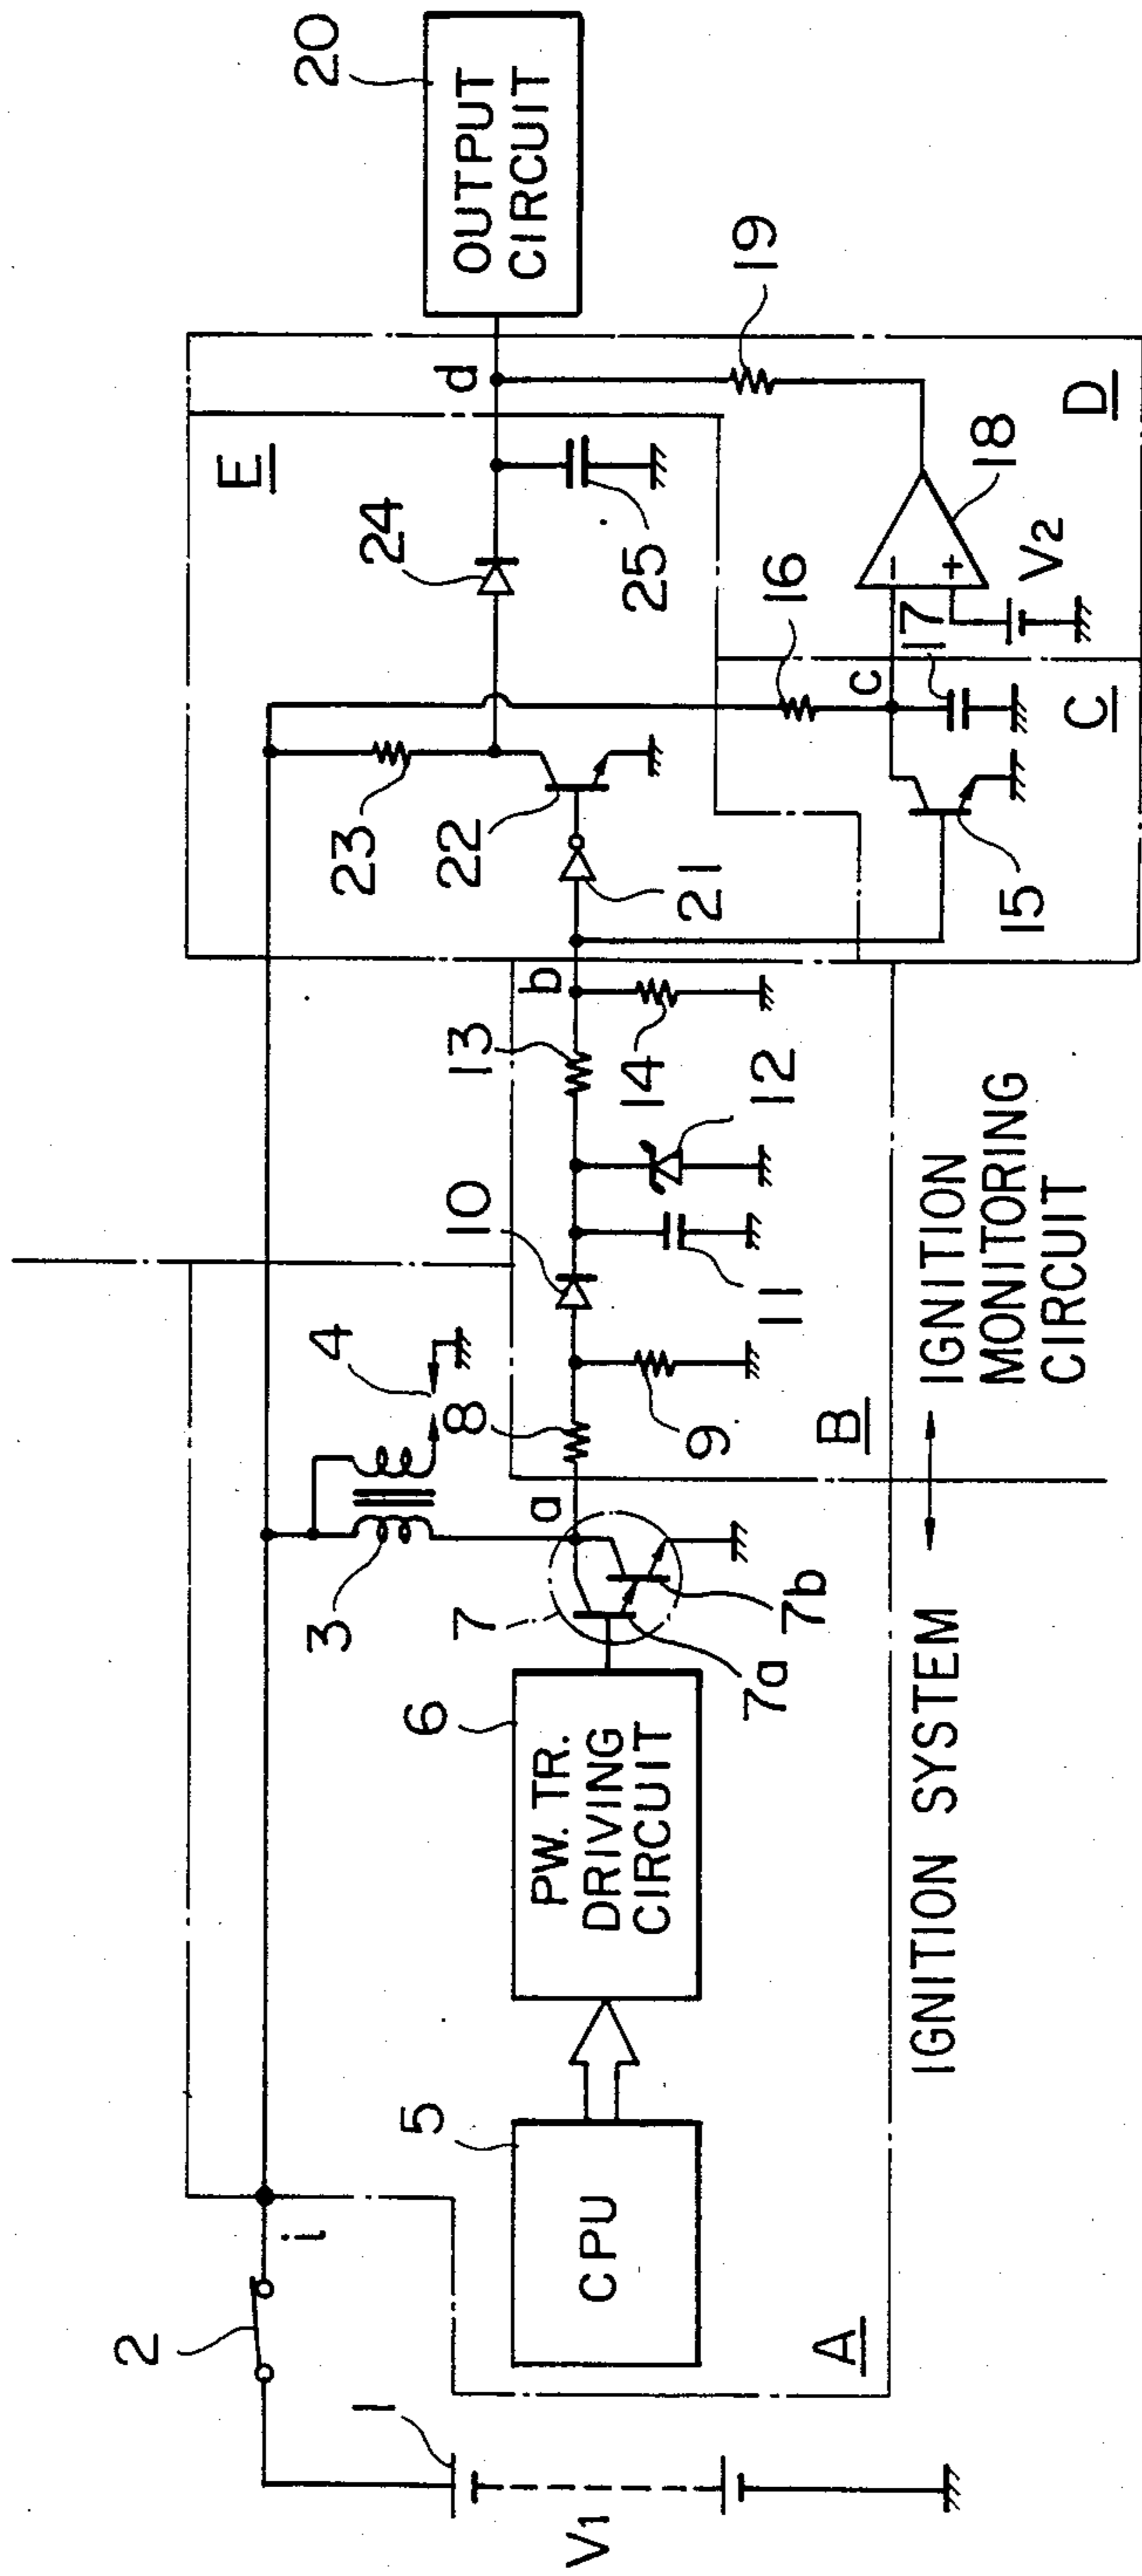 V1
1
2
i
A
5
CPU
6
PW. TR.
DRIVING
CIRCUIT
7
7a
7b
3
4
a
8
9
B
10
11
12
13
14
b
15
16
17
C
c
18
V2
D
19
21
22
23
24
25
E
d
20
OUTPUT
CIRCUIT
IGNITION SYSTEM
IGNITION
MONITORING
CIRCUIT
−
+